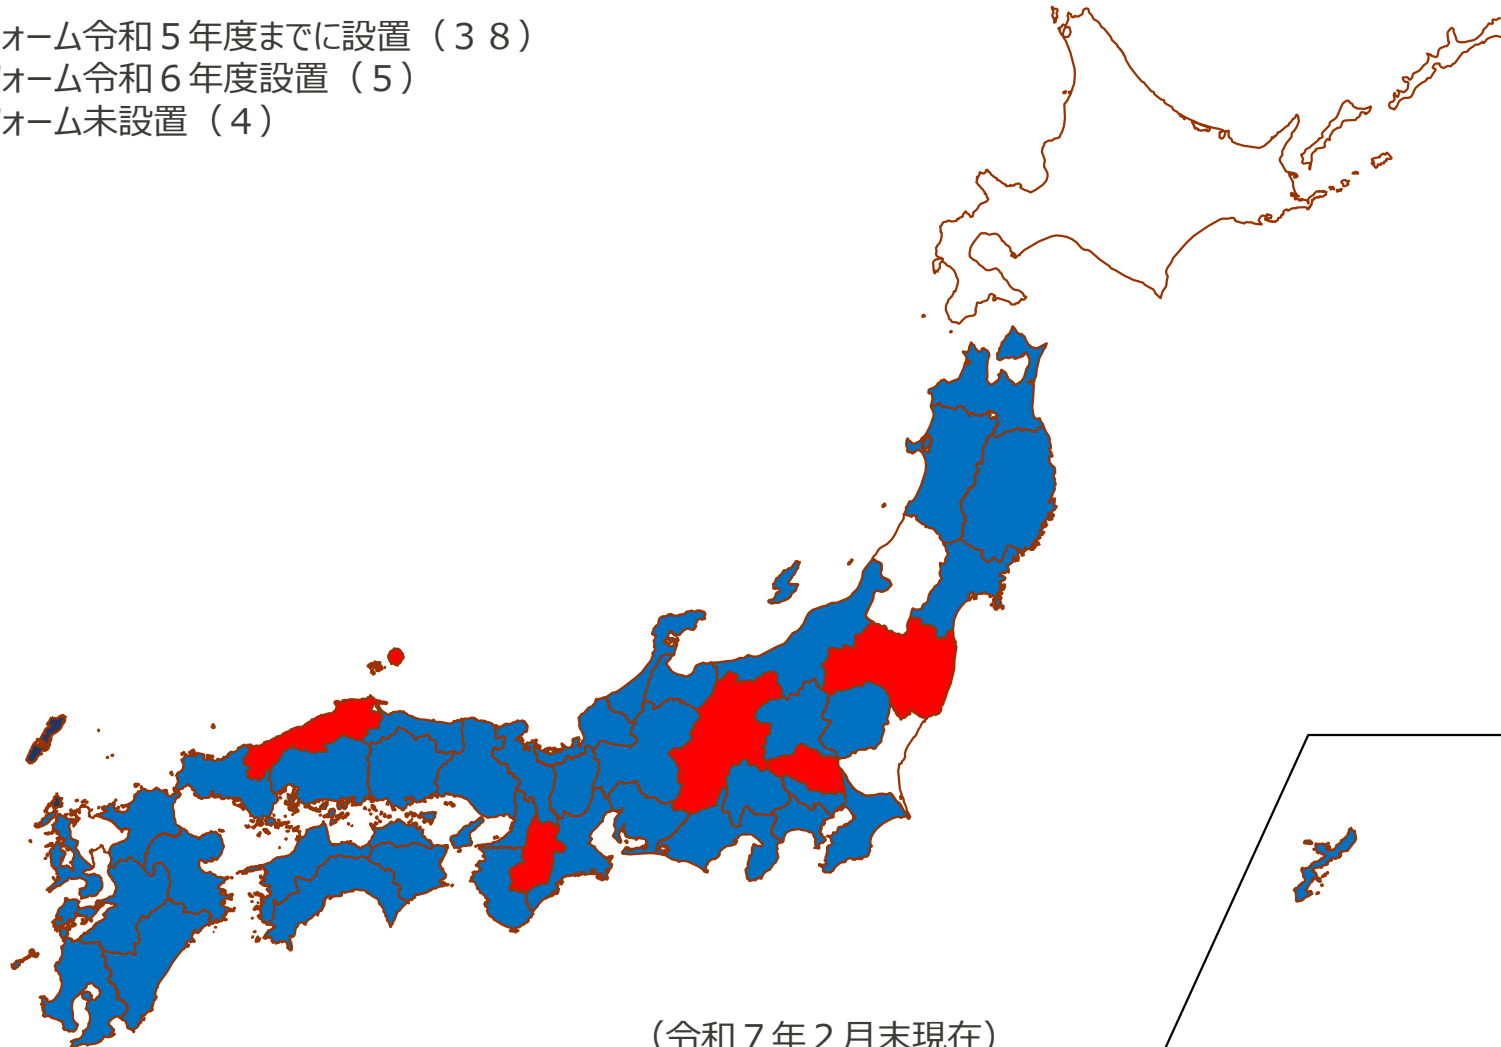 ォーム令和５年度までに設置（３８）
ォーム令和６年度設置（５）
ォーム未設置（４）
（令和７年２月末現在）